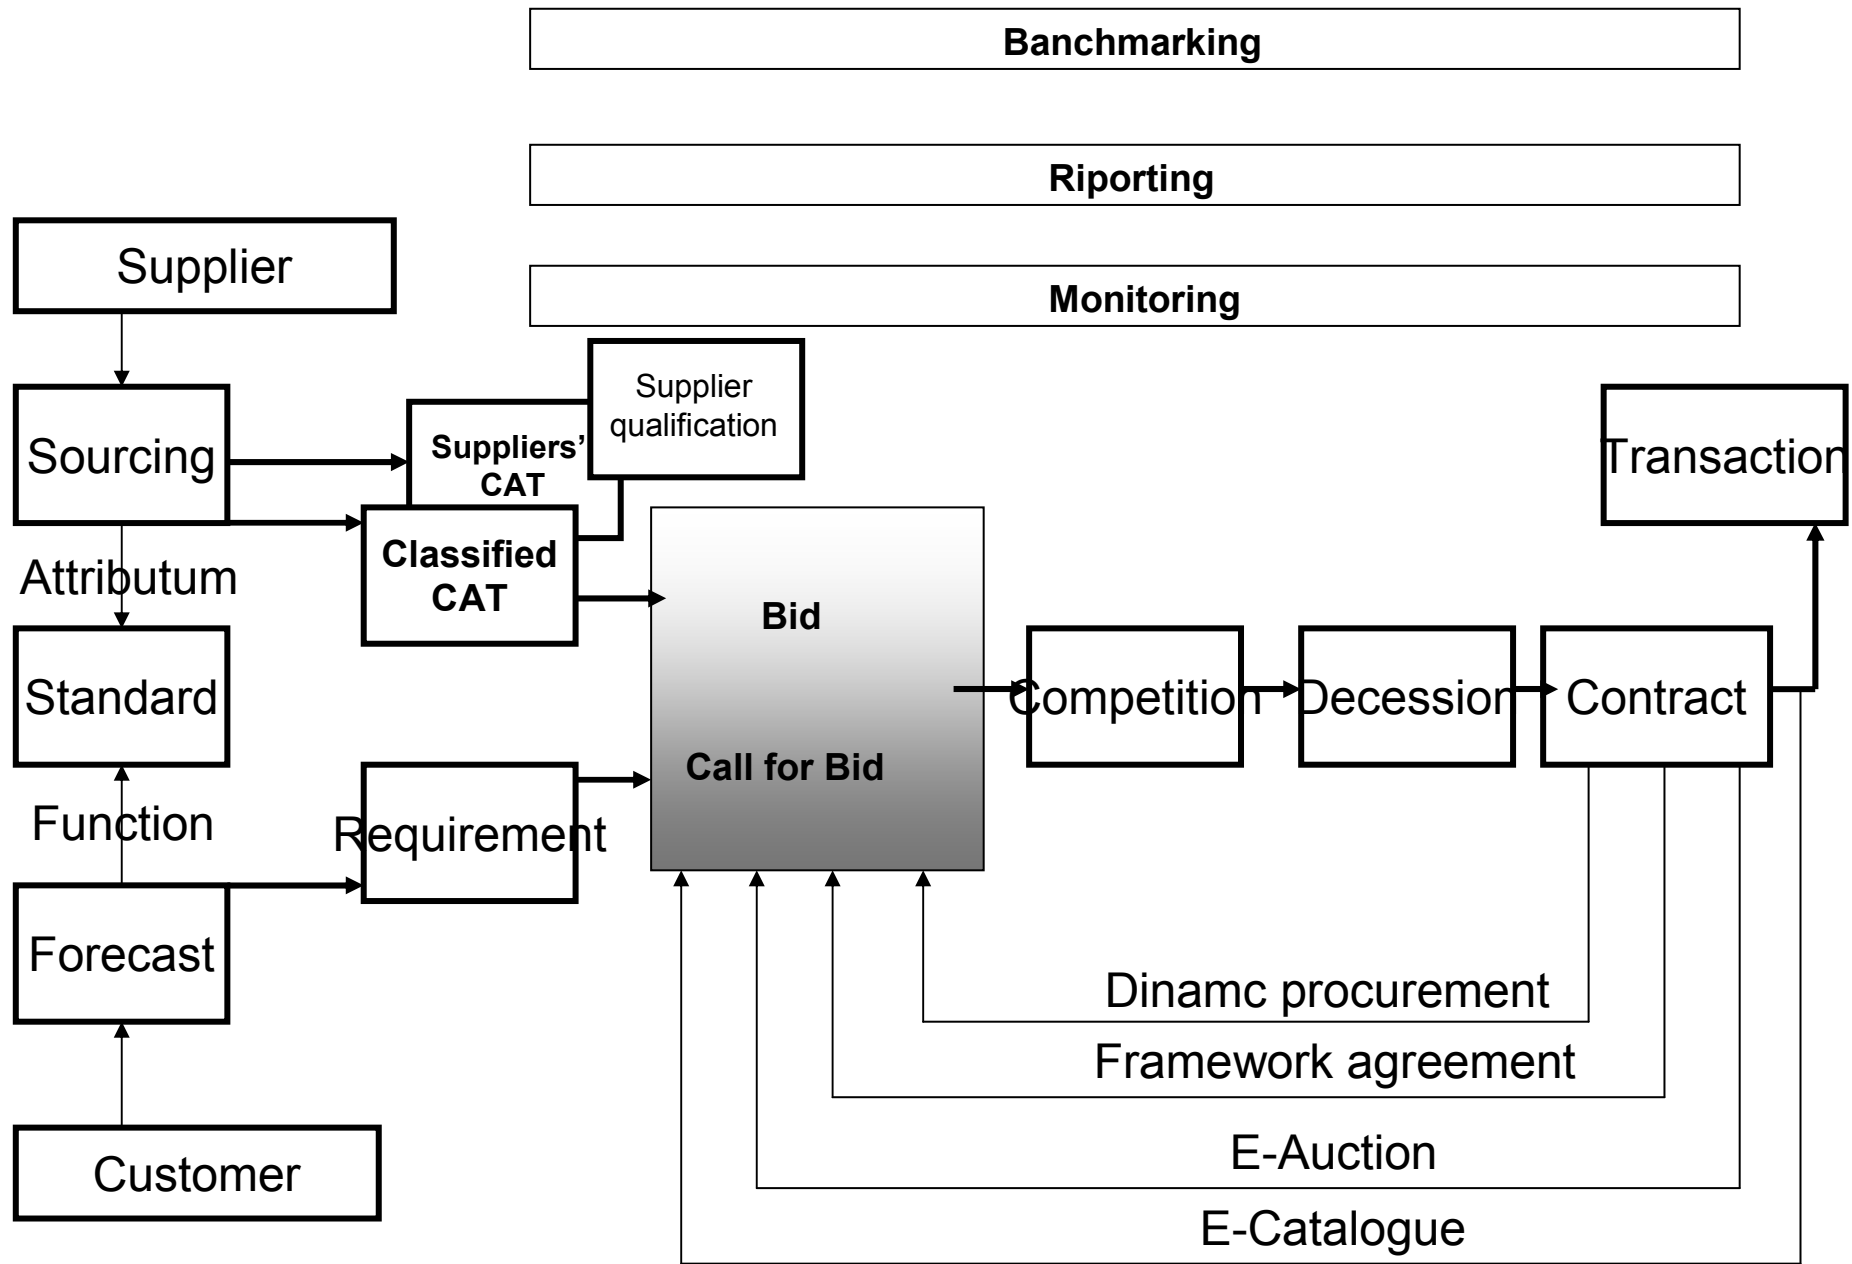 Banchmarking
Riporting
Supplier
Monitoring
Supplier
qualification
Sourcing
Suppliers’
CAT
Transaction
Classified
CAT
Attributum
Bid
Standard
Competition
Decession
Contract
Call for Bid
Function
Requirement
Forecast
Dinamc procurement
Framework agreement
E-Auction
Customer
E-Catalogue